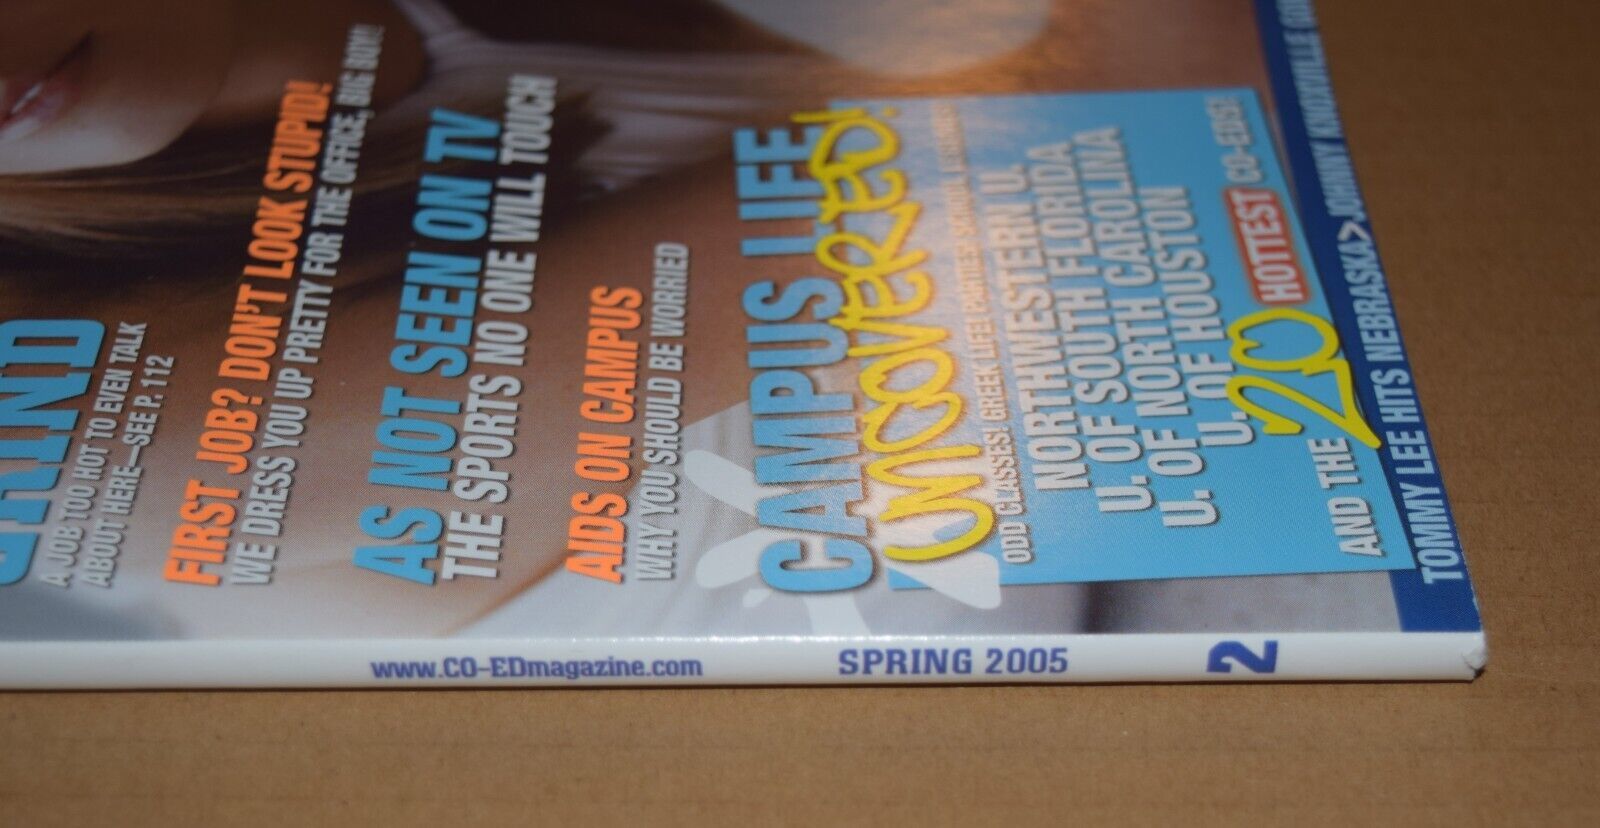 A JOB TOO HOT TO EVEN TALK
ABOUT HERE—SEE P. 112
FIRST JOB? DON'T LOOK STUPID!
WE DRESS YOU UP PRETTY FOR THE OFFICE, BIG BOY!
AS NOT SEEN ON TV
THE SPORTS NO ONE WILL TOUCH
AIDS ON CAMPUS
WHY YOU SHOULD BE WORRIED
CAMPUS LIFE
UNCOVERED!
ODD CLASSES! GREEK LIFE! PARTIES! SCHOOL LEGENDS!
NORTHWESTERN U.
U. OF SOUTH FLORIDA
U. OF NORTH CAROLINA
U. OF HOUSTON
AND THE 20 HOTTEST CO-EDS!
TOMMY LEE HITS NEBRASKA>JOHNNY KNOXVILLE
www.CO-EDmagazine.com
SPRING 2005
2